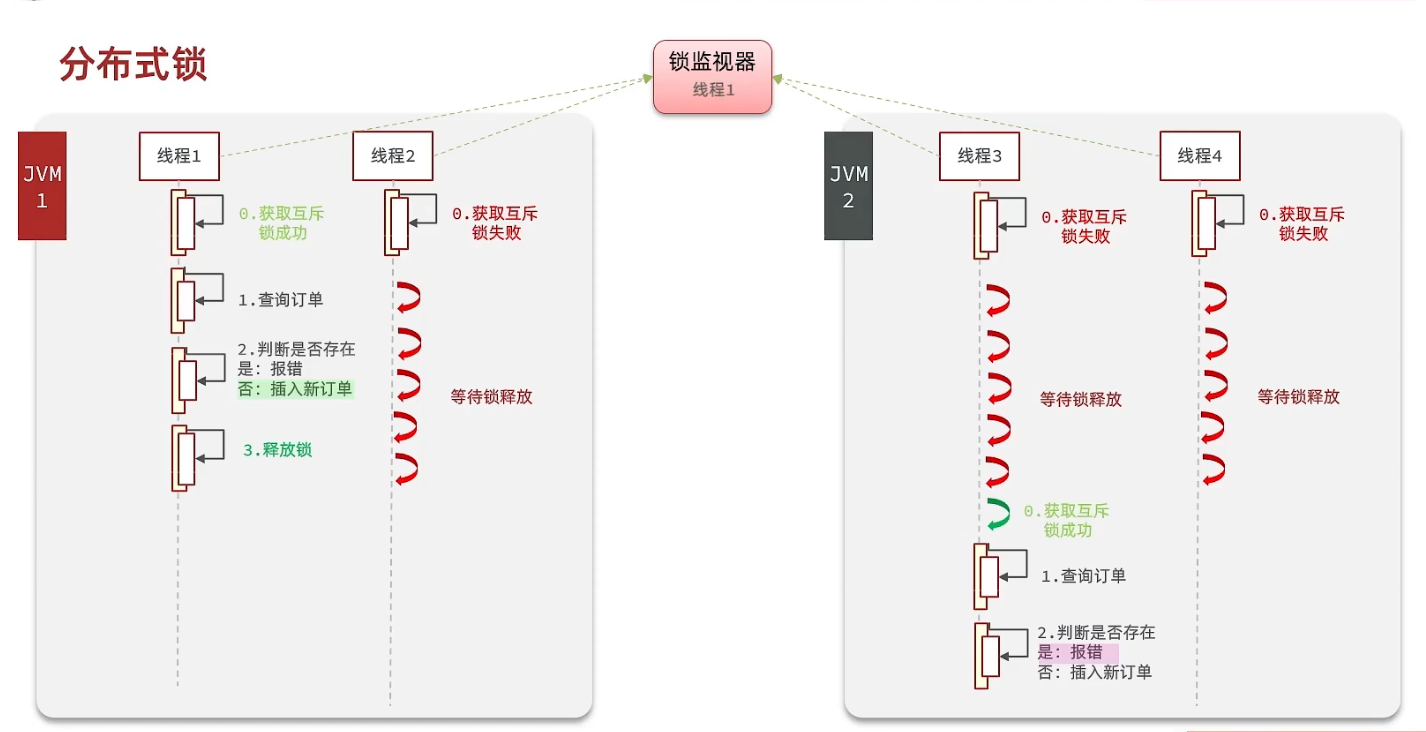 分布式锁
锁监视器
线程1
JVM
1
线程1
0.获取互斥
锁成功
1.查询订单
2.判断是否存在
是：报错
否：插入新订单
3.释放锁
线程2
0.获取互斥
锁失败
等待锁释放
JVM
2
线程3
0.获取互斥
锁失败
等待锁释放
0.获取互斥
锁成功
1.查询订单
2.判断是否存在
是：报错
否：插入新订单
线程4
0.获取互斥
锁失败
等待锁释放